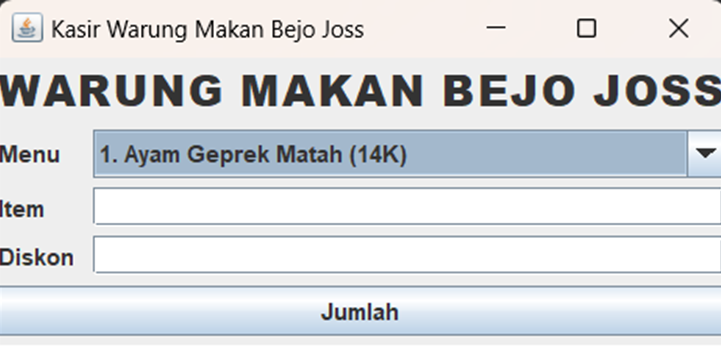 Kasir Warung Makan Bejo Joss
WARUNG MAKAN BEJO JOSS
Menu 1. Ayam Geprek Matah (14K)
Item
Diskon
Jumlah